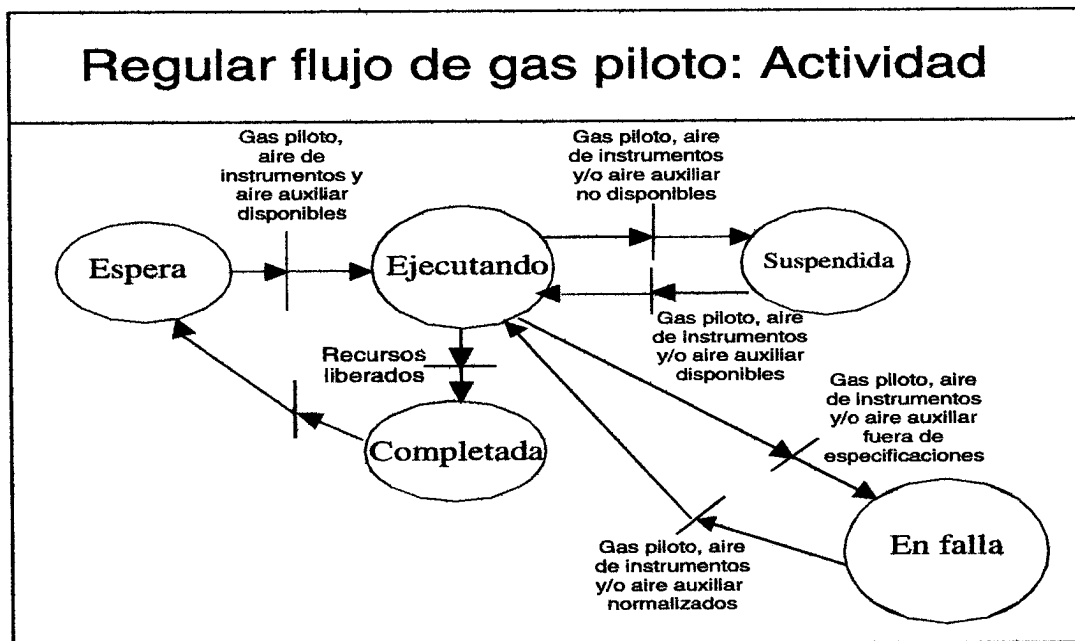 Regular flujo de gas piloto: Actividad
Gas piloto,
aire de
instrumentos y
aire auxiliar
disponibles
Gas piloto, aire
de instrumentos
y/o aire auxiliar
no disponibles
Espera
Ejecutando
Suspendida
Gas piloto, aire
de instrumentos
y/o aire auxiliar
disponibles
Recursos
liberados
Gas piloto, aire
de instrumentos
y/o aire auxiliar
fuera de
especificaciones
Completada
En falla
Gas piloto, aire
de instrumentos
y/o aire auxiliar
normalizados